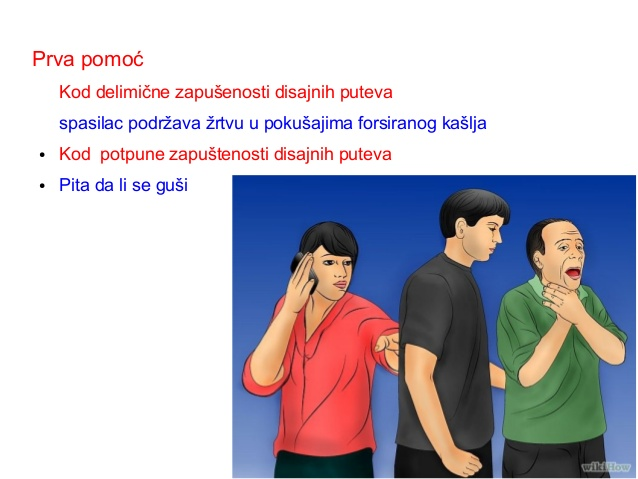 Prva pomoć
Kod delimične zapušenosti disajnih puteva
spasilac podržava žrtvu u pokušajima forsiranog kašlja
• Kod potpune zapuštenosti disajnih puteva
• Pita da li se guši
wikiHow